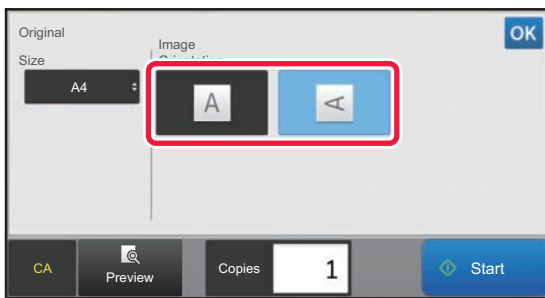 Original
Size
Image
A4
OK
A
A
CA
Preview
Copies
1
Start